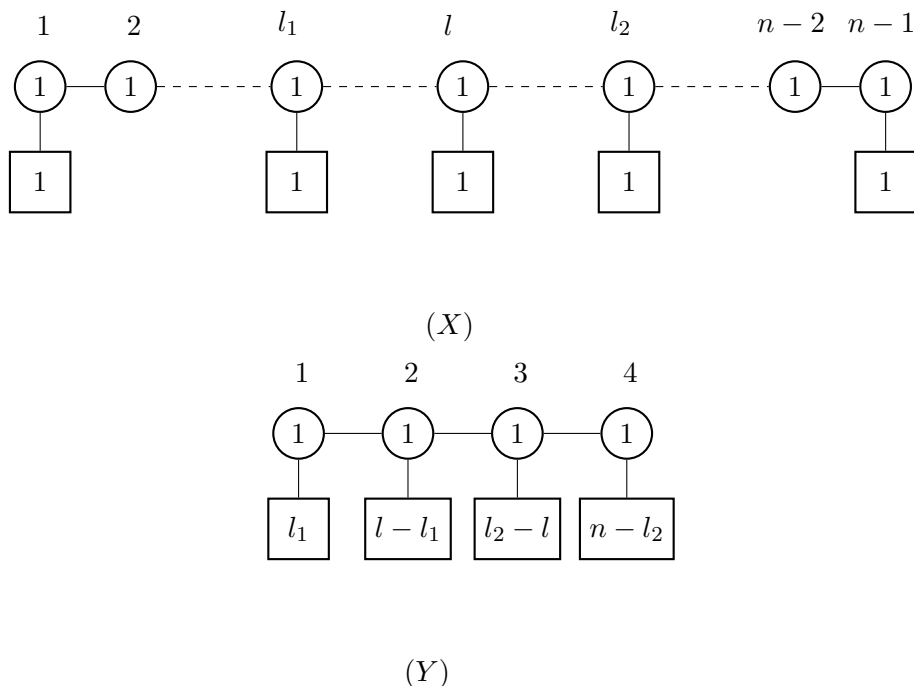 1 2 l₁ l l₂ n − 2 n − 1
1 1 1 1 1 1 1
1 1 1 1 1
(X)
1 2 3 4
1 1 1 1
l₁ l − l₁ l₂ − l n − l₂
(Y)